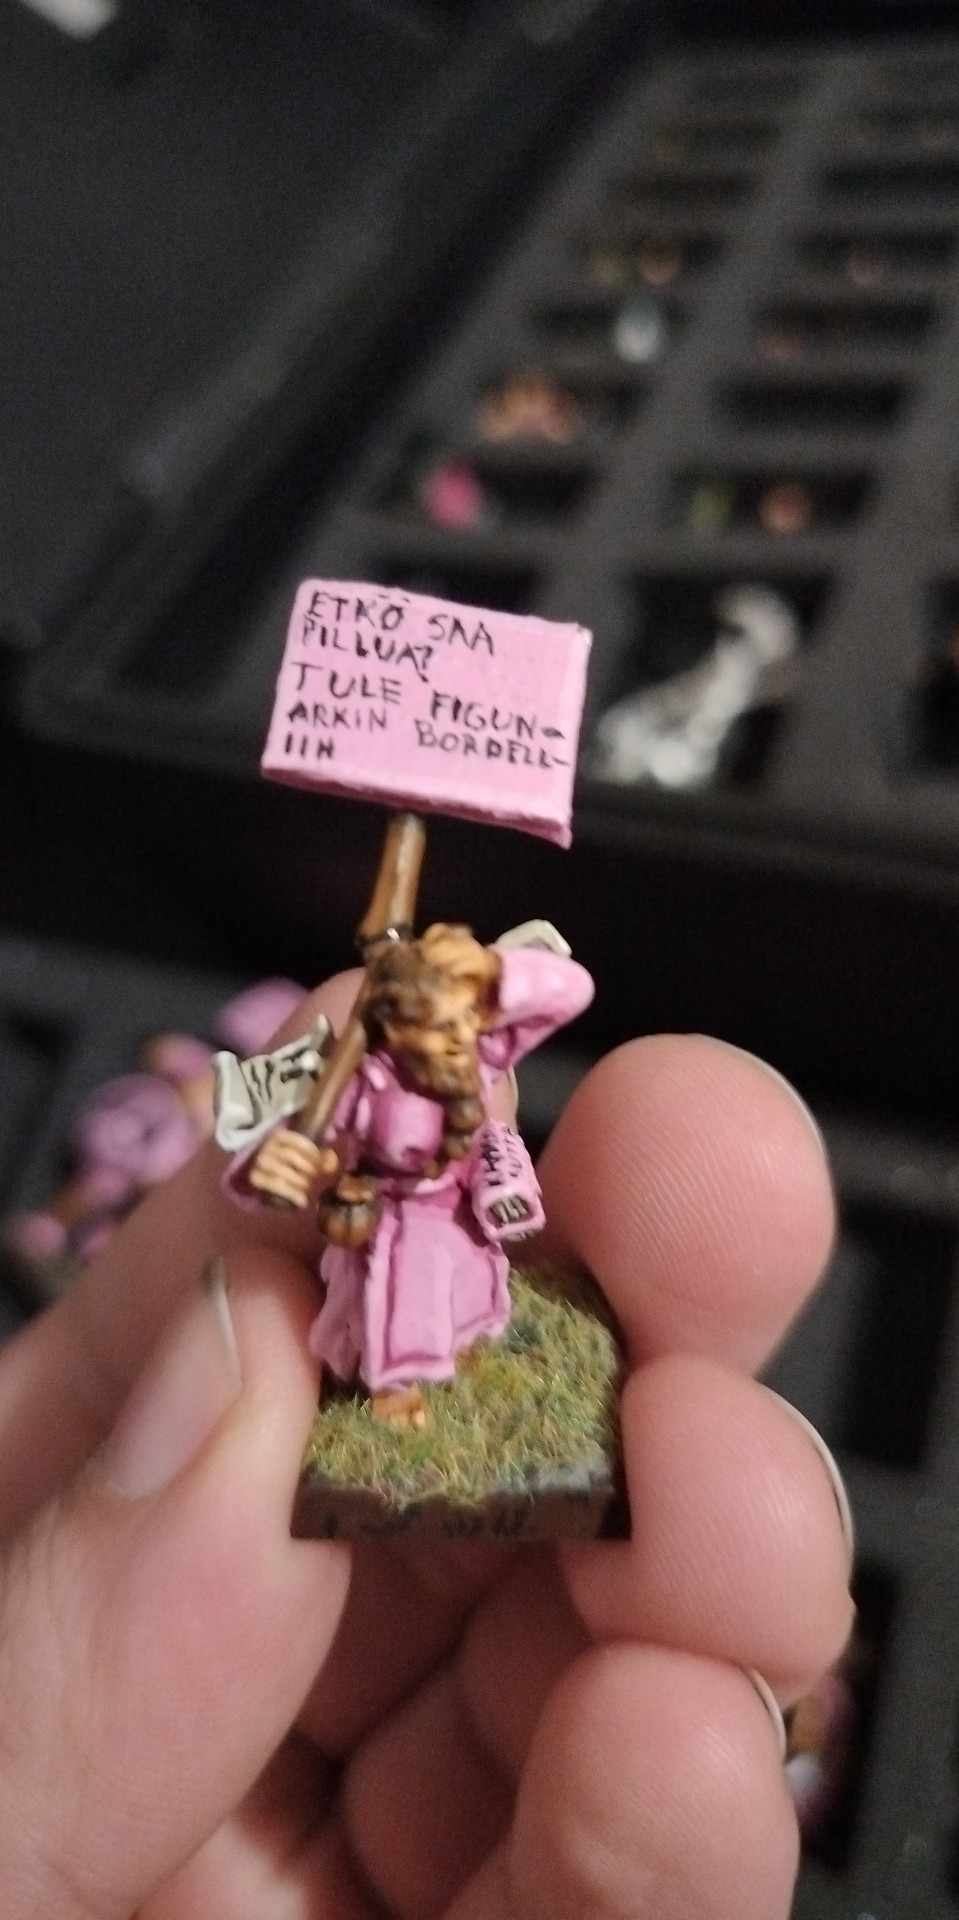 ETKÖ SAA
PILLUA?
TULE FIGUN-
ARKIN BORDELL-
IIN